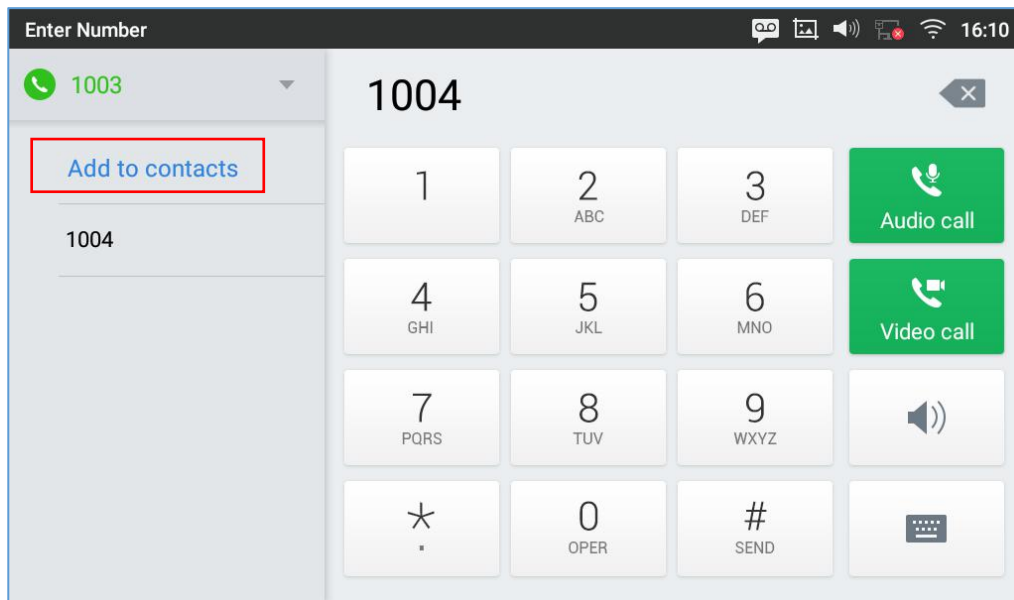 Enter Number
16:10
1003
Add to contacts
1004
1004
1
2
ABC
3
DEF
Audio call
4
GHI
5
JKL
6
MNO
Video call
7
PQRS
8
TUV
9
WXYZ
*
.
0
OPER
#
SEND